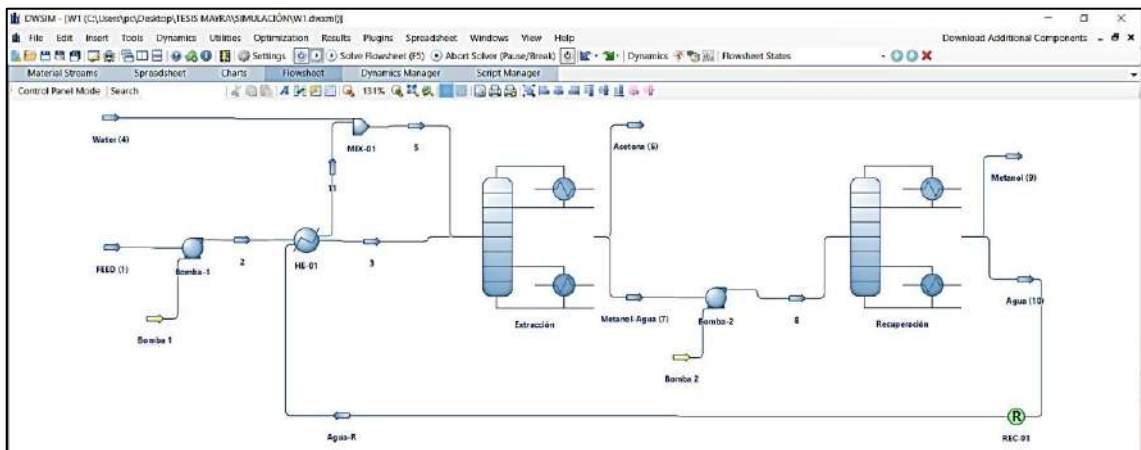 DWSIM - [W1 (C:\Users\pc\Desktop\TESIS MAYRA\SIMULACIÓN\W1.dwxml)]
File Edit Insert Tools Dynamics Utilities Optimization Results Plugins Spreadsheet Windows View Help Download Additional Components
Settings Solve Flowsheet (F5) Abort Solver (Pause/Break) Dynamics Flowsheet States
Material Streams Spreadsheet Charts Flowsheet Dynamics Manager Script Manager
Control Panel Mode Search 131%
Water (4)
MIX-01
5
Acetona (6)
Metanol (9)
11
FEED (1)
Bomba-1
2
HE-01
3
Extracción
Metanol-Agua (7)
Bomba-2
8
Recuperación
Agua (10)
Bomba 1
Bomba 2
Agua-R
R
REC-01